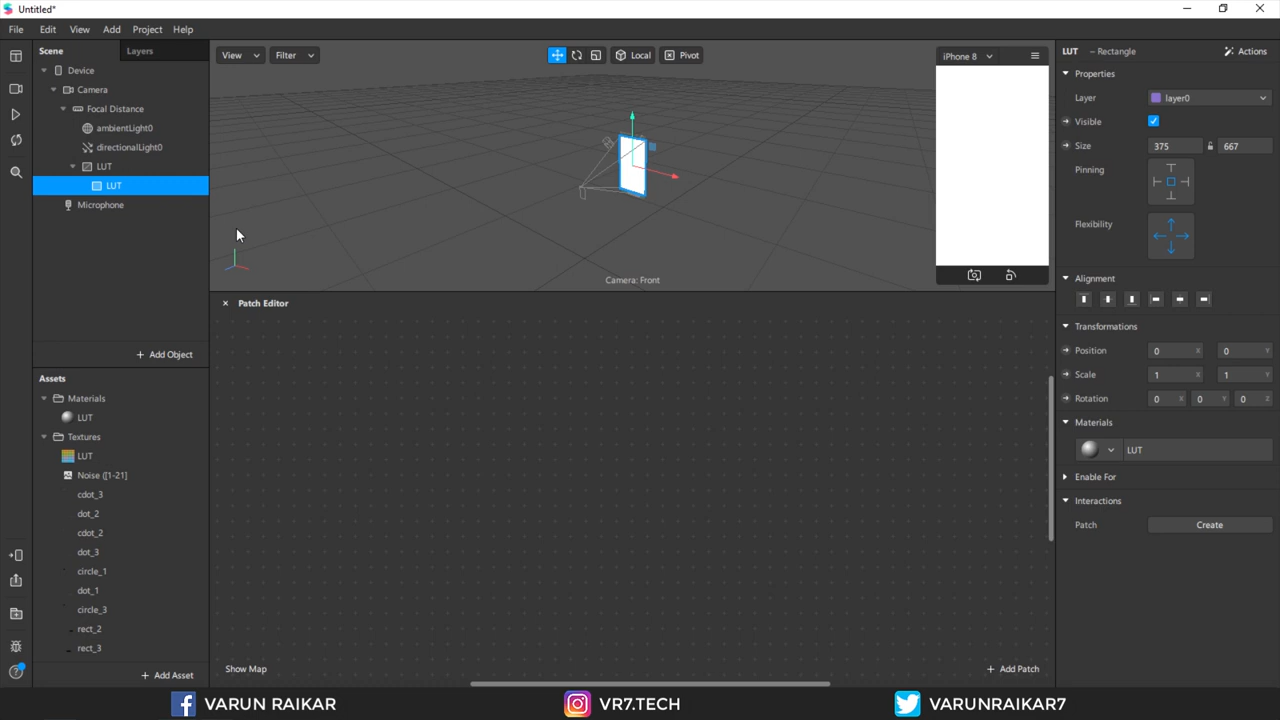 Untitled*
File Edit View Add Project Help
Scene Layers
Device
Camera
Focal Distance
ambientLight0
directionalLight0
LUT
LUT
Microphone
+ Add Object
Assets
Materials
LUT
Textures
LUT
Noise ([1-21]
cdot_3
dot_2
cdot_2
dot_3
circle_1
dot_1
circle_3
rect_2
rect_3
+ Add Asset
View Filter Local Pivot
iPhone 8
Camera: Front
× Patch Editor
Show Map + Add Patch
LUT – Rectangle Actions
Properties
Layer layer0
Visible
Size 375 667
Pinning
Flexibility
Alignment
Transformations
Position 0 X 0 Y
Scale 1 X 1 Y
Rotation 0 X 0 Y 0 Z
Materials
LUT
Enable For
Interactions
Patch Create
VARUN RAIKAR VR7.TECH VARUNRAIKAR7